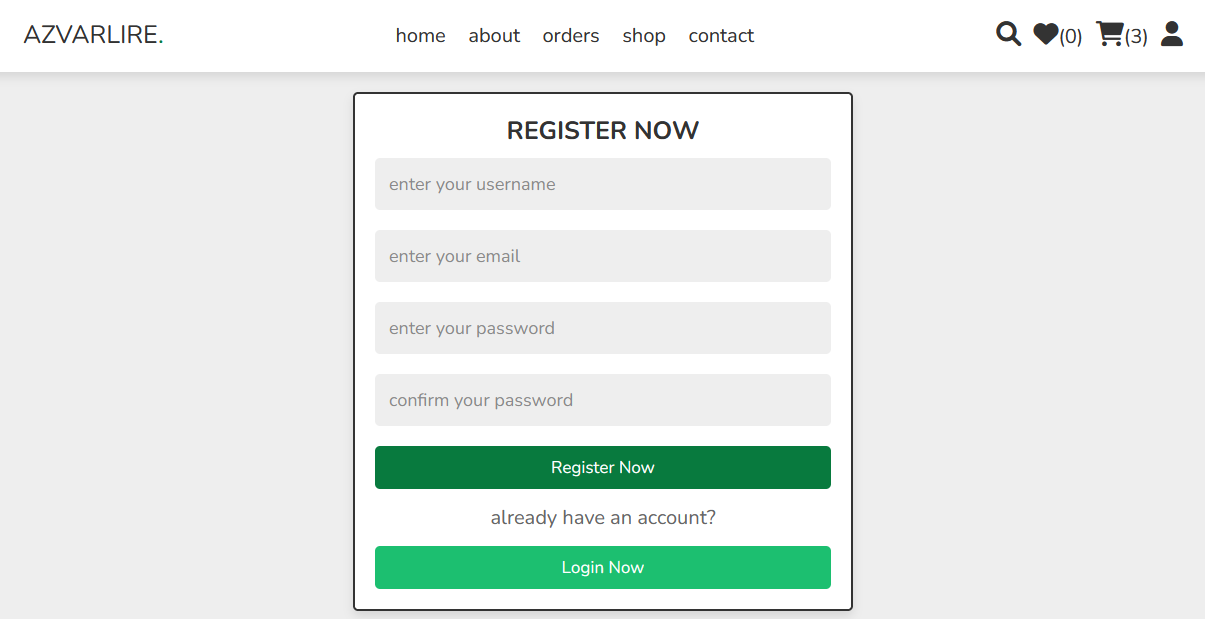 AZVARLIRE. home about orders shop contact (0) (3)
REGISTER NOW
enter your username
enter your email
enter your password
confirm your password
Register Now
already have an account?
Login Now